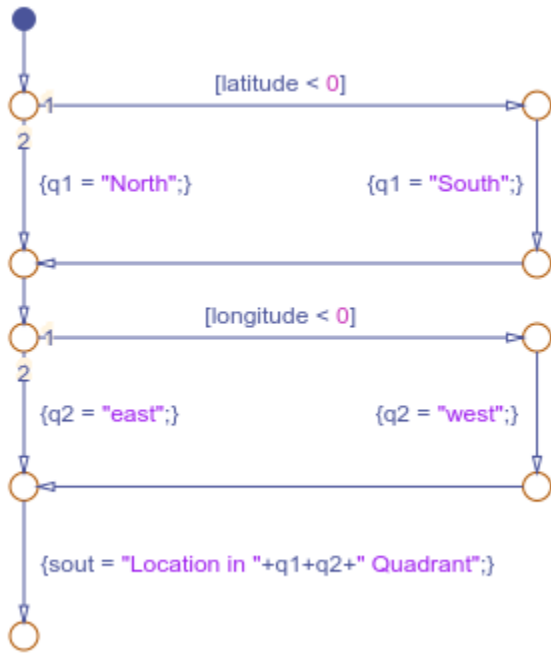 [latitude < 0]
1
2
{q1 = "North";}
{q1 = "South";}
[longitude < 0]
1
2
{q2 = "east";}
{q2 = "west";}
{sout = "Location in "+q1+q2+" Quadrant";}